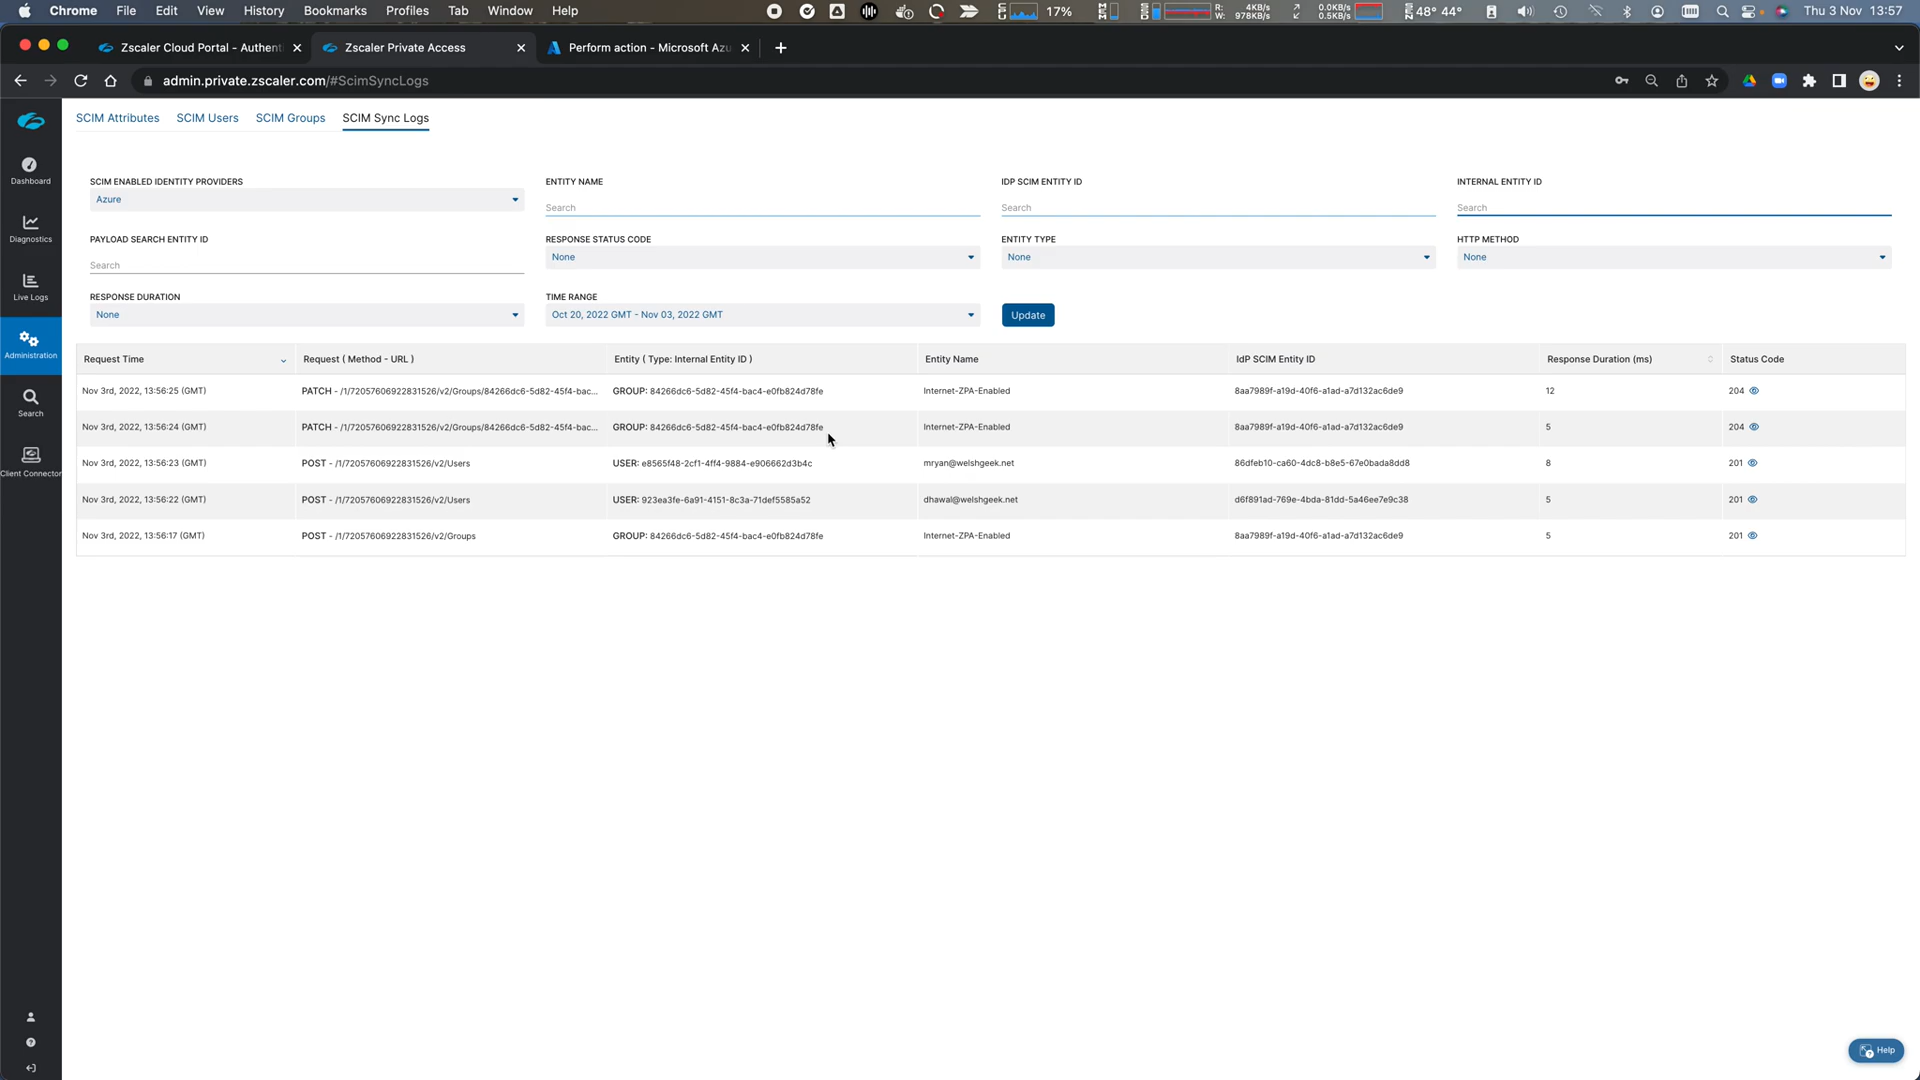 Chrome File Edit View History Bookmarks Profiles Tab Window Help 17% R: 4KB/s W: 978KB/s 0.0KB/s 0.5KB/s 48° 44° Thu 3 Nov 13:57
Zscaler Cloud Portal - Authenti Zscaler Private Access Perform action - Microsoft Azu
admin.private.zscaler.com/#ScimSyncLogs
SCIM Attributes SCIM Users SCIM Groups SCIM Sync Logs
Dashboard
Diagnostics
Live Logs
Administration
Search
Client Connector
SCIM ENABLED IDENTITY PROVIDERS ENTITY NAME IDP SCIM ENTITY ID INTERNAL ENTITY ID
Azure Search Search Search
PAYLOAD SEARCH ENTITY ID RESPONSE STATUS CODE ENTITY TYPE HTTP METHOD
Search None None None
RESPONSE DURATION TIME RANGE
None Oct 20, 2022 GMT - Nov 03, 2022 GMT Update
Request Time Request ( Method - URL ) Entity ( Type: Internal Entity ID ) Entity Name IdP SCIM Entity ID Response Duration (ms) Status Code
Nov 3rd, 2022, 13:56:25 (GMT) PATCH - /1/72057606922831526/v2/Groups/84266dc6-5d82-45f4-bac... GROUP: 84266dc6-5d82-45f4-bac4-e0fb824d78fe Internet-ZPA-Enabled 8aa7989f-a19d-40f6-a1ad-a7d132ac6de9 12 204
Nov 3rd, 2022, 13:56:24 (GMT) PATCH - /1/72057606922831526/v2/Groups/84266dc6-5d82-45f4-bac... GROUP: 84266dc6-5d82-45f4-bac4-e0fb824d78fe Internet-ZPA-Enabled 8aa7989f-a19d-40f6-a1ad-a7d132ac6de9 5 204
Nov 3rd, 2022, 13:56:23 (GMT) POST - /1/72057606922831526/v2/Users USER: e8565f48-2cf1-4ff4-9884-e906662d3b4c mryan@welshgeek.net 86dfeb10-ca60-4dc8-b8e5-67e0bada8dd8 8 201
Nov 3rd, 2022, 13:56:22 (GMT) POST - /1/72057606922831526/v2/Users USER: 923ea3fe-6a91-4151-8c3a-71def5585a52 dhawal@welshgeek.net d6f891ad-769e-4bda-81dd-5a46ee7e9c38 5 201
Nov 3rd, 2022, 13:56:17 (GMT) POST - /1/72057606922831526/v2/Groups GROUP: 84266dc6-5d82-45f4-bac4-e0fb824d78fe Internet-ZPA-Enabled 8aa7989f-a19d-40f6-a1ad-a7d132ac6de9 5 201
Help